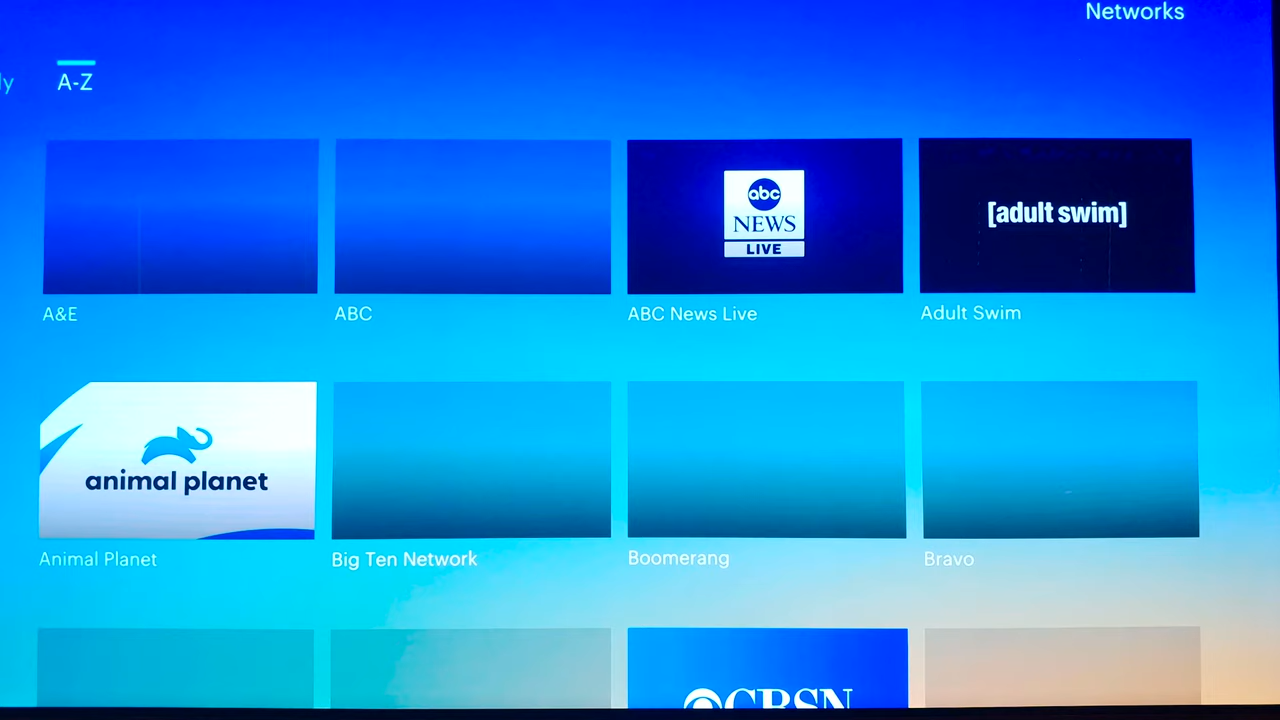 Networks
ly
A-Z
abc
NEWS
LIVE
[adult swim]
A&E
ABC
ABC News Live
Adult Swim
animal planet
Animal Planet
Big Ten Network
Boomerang
Bravo
CBSN